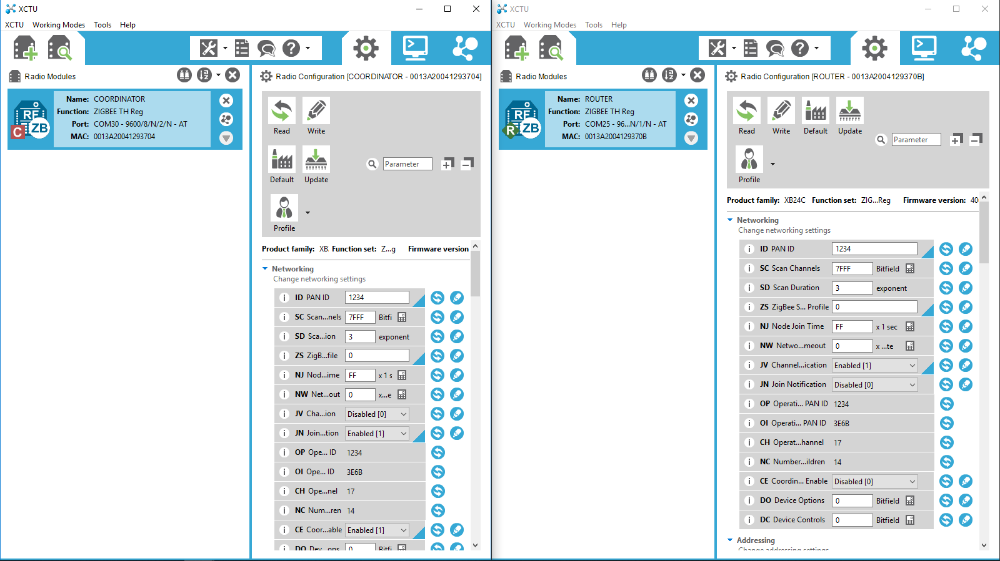 XCTU
XCTU Working Modes Tools Help
Radio Modules
Name: COORDINATOR
Function: ZIGBEE TH Reg
Port: COM30 - 9600/8/N/2/N - AT
MAC: 0013A20041293704
RF
C
ZB
Radio Configuration [COORDINATOR - 0013A20041293704]
Read
Write
Default
Update
Parameter
Profile
Product family: XB Function set: Z...g Firmware version
Networking
Change networking settings
i ID PAN ID 1234
i SC Scan...nels 7FFF Bitfi
i SD Sca...ion 3 exponent
i ZS ZigB...file 0
i NJ Nod...ime FF x 1 s
i NW Net...out 0 x...e
i JV Cha...ion Disabled [0]
i JN Join...tion Enabled [1]
i OP Ope... ID 1234
i OI Ope... ID 3E6B
i CH Ope...nel 17
i NC Num...ren 14
i CE Coor...able Enabled [1]
i DO Dev...ons 0 Bitfi
XCTU
XCTU Working Modes Tools Help
Radio Modules
Name: ROUTER
Function: ZIGBEE TH Reg
Port: COM25 - 96...N/1/N - AT
MAC: 0013A2004129370B
RF
R
ZB
Radio Configuration [ROUTER - 0013A2004129370B]
Read
Write
Default
Update
Parameter
Profile
Product family: XB24C Function set: ZIG...Reg Firmware version: 40
Networking
Change networking settings
i ID PAN ID 1234
i SC Scan Channels 7FFF Bitfield
i SD Scan Duration 3 exponent
i ZS ZigBee S... Profile 0
i NJ Node Join Time FF x 1 sec
i NW Netwo...meout 0 x ...te
i JV Channel...ication Enabled [1]
i JN Join Notification Disabled [0]
i OP Operati... PAN ID 1234
i OI Operati... PAN ID 3E6B
i CH Operat...hannel 17
i NC Number...ildren 14
i CE Coordin... Enable Disabled [0]
i DO Device Options 0 Bitfield
i DC Device Controls 0 Bitfield
Addressing
Change addressing settings